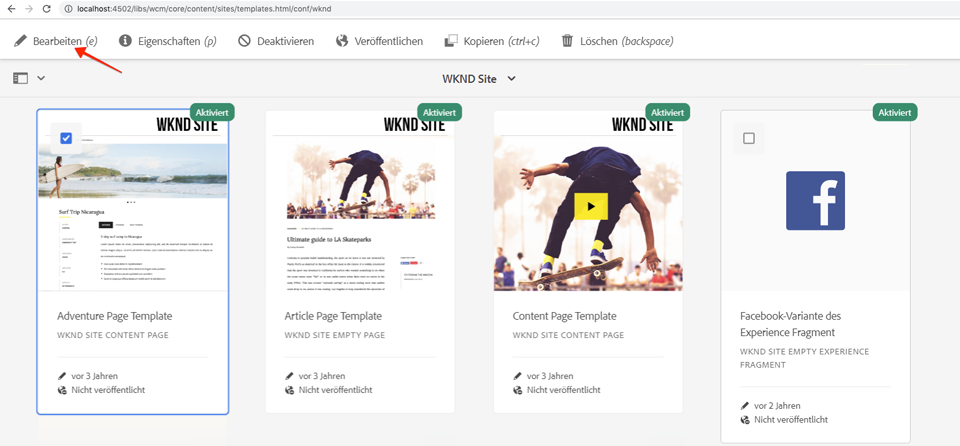 localhost:4502/libs/wcm/core/content/sites/templates.html/conf/wknd
Bearbeiten (e) Eigenschaften (p) Deaktivieren Veröffentlichen Kopieren (ctrl+c) Löschen (backspace)
WKND Site
Aktiviert Aktiviert Aktiviert Aktiviert
WKND SITE WKND SITE WKND SITE
Surf Trip Nicaragua
Ultimate guide to LA Skateparks
Adventure Page Template
WKND SITE CONTENT PAGE
vor 3 Jahren
Nicht veröffentlicht
Article Page Template
WKND SITE EMPTY PAGE
vor 3 Jahren
Nicht veröffentlicht
Content Page Template
WKND SITE CONTENT PAGE
vor 3 Jahren
Nicht veröffentlicht
f
Facebook-Variante des
Experience Fragment
WKND SITE EMPTY EXPERIENCE
FRAGMENT
vor 2 Jahren
Nicht veröffentlicht